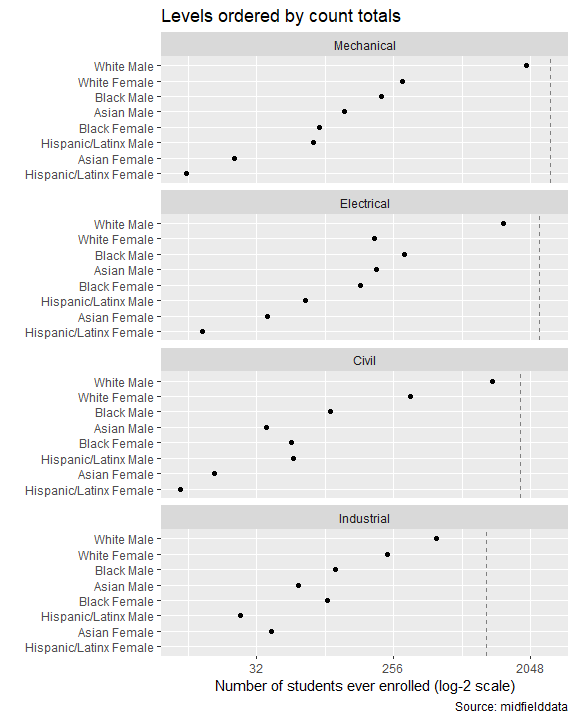 Levels ordered by count totals
Mechanical
White Male
White Female
Black Male
Asian Male
Black Female
Hispanic/Latinx Male
Asian Female
Hispanic/Latinx Female
Electrical
White Male
White Female
Black Male
Asian Male
Black Female
Hispanic/Latinx Male
Asian Female
Hispanic/Latinx Female
Civil
White Male
White Female
Black Male
Asian Male
Black Female
Hispanic/Latinx Male
Asian Female
Hispanic/Latinx Female
Industrial
White Male
White Female
Black Male
Asian Male
Black Female
Hispanic/Latinx Male
Asian Female
Hispanic/Latinx Female
32 256 2048
Number of students ever enrolled (log-2 scale)
Source: midfielddata